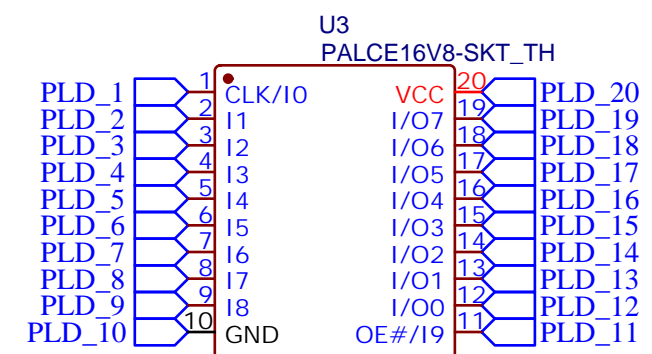 U3
PALCE16V8-SKT_TH
PLD_1 1 CLK/I0 VCC 20 PLD_20
PLD_2 2 I1 I/O7 19 PLD_19
PLD_3 3 I2 I/O6 18 PLD_18
PLD_4 4 I3 I/O5 17 PLD_17
PLD_5 5 I4 I/O4 16 PLD_16
PLD_6 6 I5 I/O3 15 PLD_15
PLD_7 7 I6 I/O2 14 PLD_14
PLD_8 8 I7 I/O1 13 PLD_13
PLD_9 9 I8 I/O0 12 PLD_12
PLD_10 10 GND OE#/I9 11 PLD_11